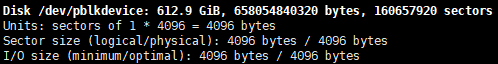 Disk /dev/pblkdevice: 612.9 GiB, 658054840320 bytes, 160657920 sectors
Units: sectors of 1 * 4096 = 4096 bytes
Sector size (logical/physical): 4096 bytes / 4096 bytes
I/O size (minimum/optimal): 4096 bytes / 4096 bytes